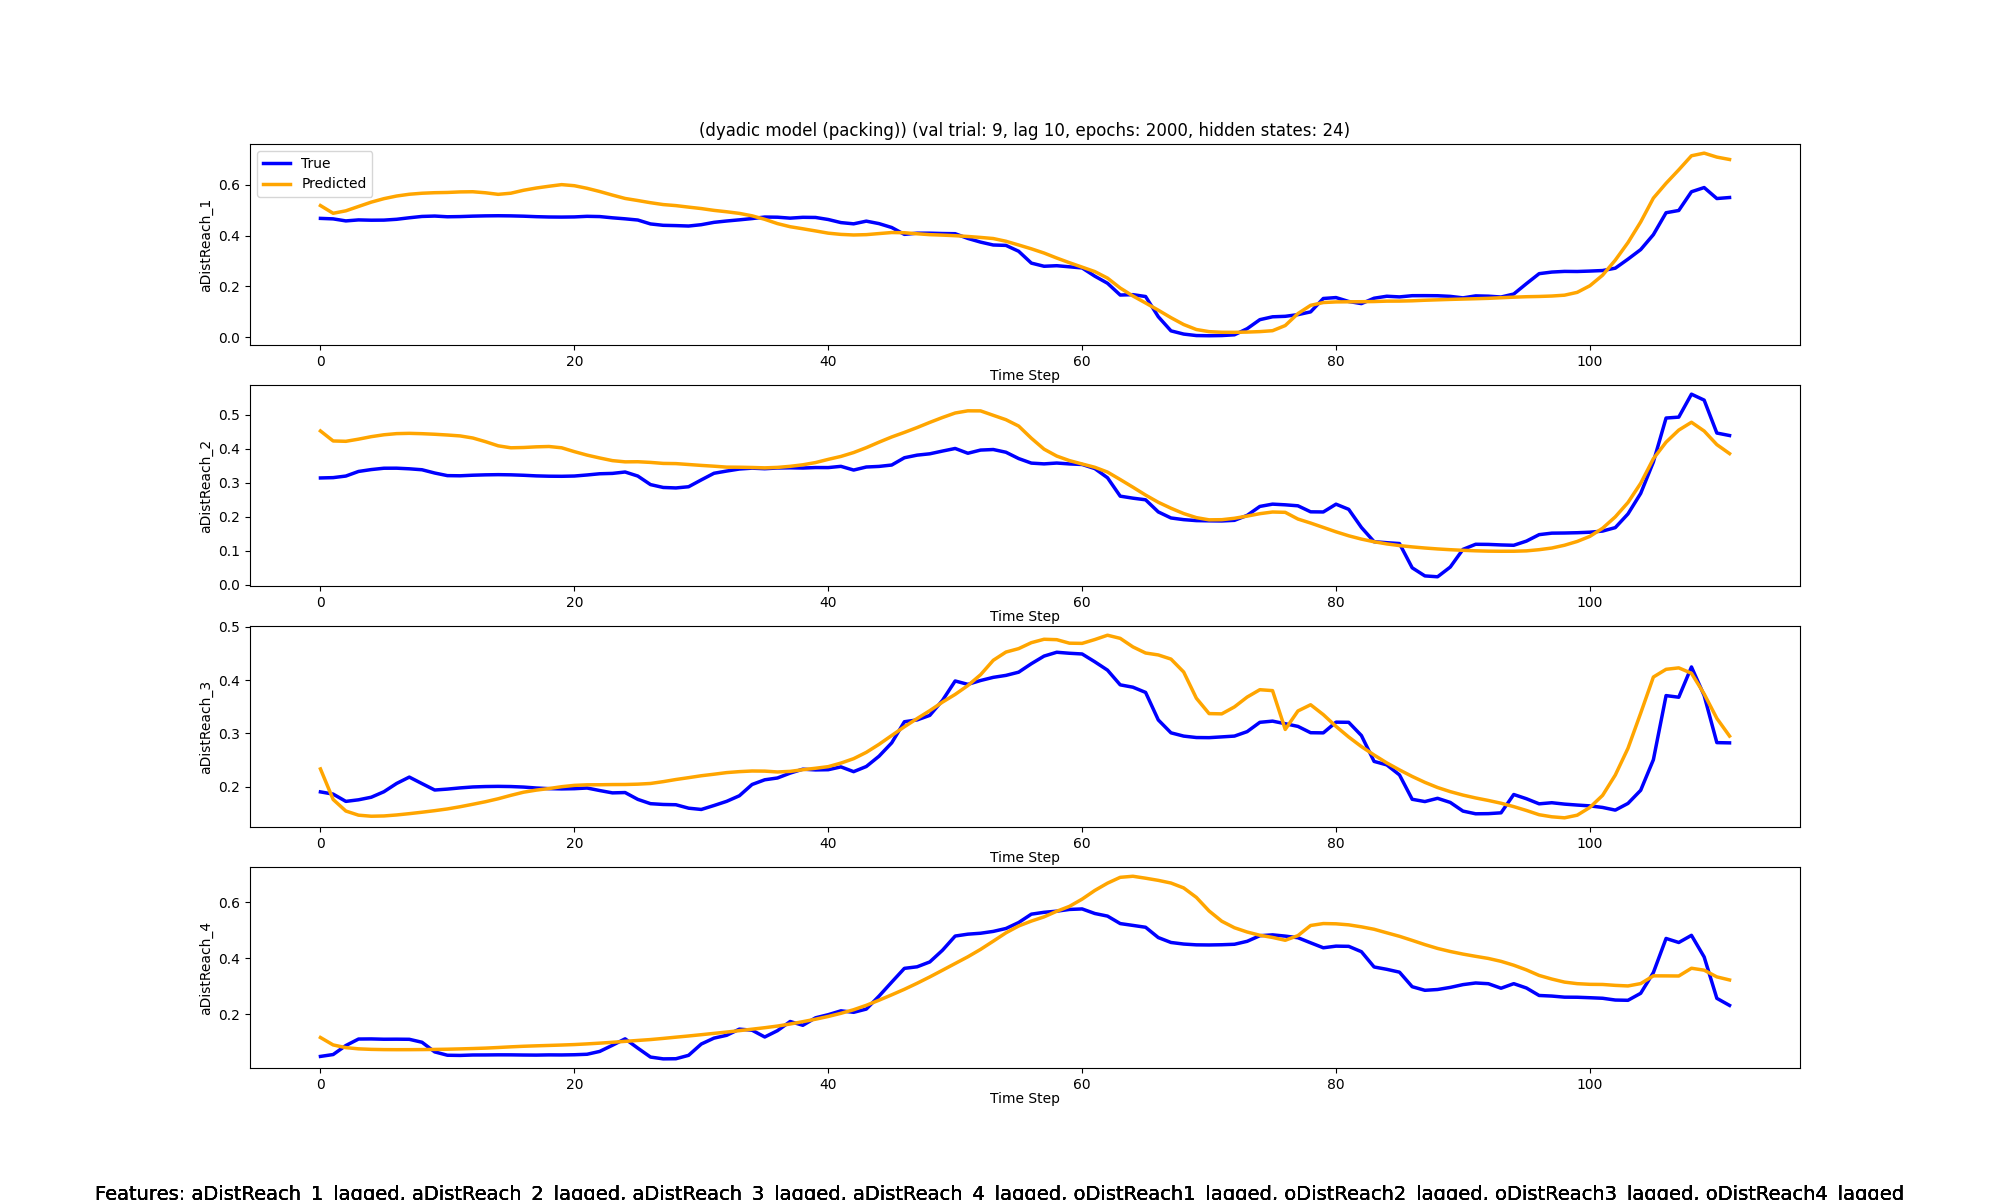 (dyadic model (packing)) (val trial: 9, lag 10, epochs: 2000, hidden states: 24)
True
Predicted
aDistReach_1
0.6
0.4
0.2
0.0
0 20 40 60 80 100
Time Step
aDistReach_2
0.5
0.4
0.3
0.2
0.1
0.0
0 20 40 60 80 100
Time Step
aDistReach_3
0.5
0.4
0.3
0.2
0 20 40 60 80 100
Time Step
aDistReach_4
0.6
0.4
0.2
0 20 40 60 80 100
Time Step
Features: aDistReach_1_lagged, aDistReach_2_lagged, aDistReach_3_lagged, aDistReach_4_lagged, oDistReach1_lagged, oDistReach2_lagged, oDistReach3_lagged, oDistReach4_lagged